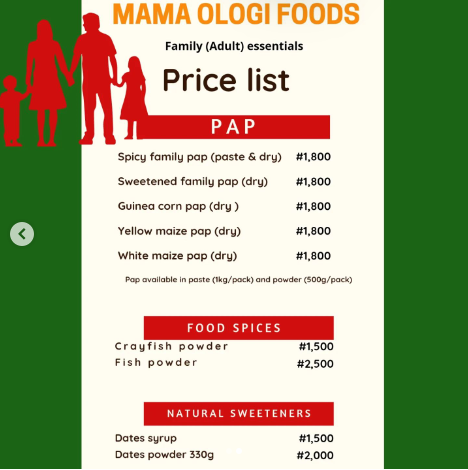 MAMA OLOGI FOODS
Family (Adult) essentials
Price list
PAP
Spicy family pap (paste & dry) #1,800
Sweetened family pap (dry) #1,800
Guinea corn pap (dry ) #1,800
Yellow maize pap (dry) #1,800
White maize pap (dry) #1,800
Pap available in paste (1kg/pack) and powder (500g/pack)
FOOD SPICES
Crayfish powder #1,500
Fish powder #2,500
NATURAL SWEETENERS
Dates syrup #1,500
Dates powder 330g #2,000